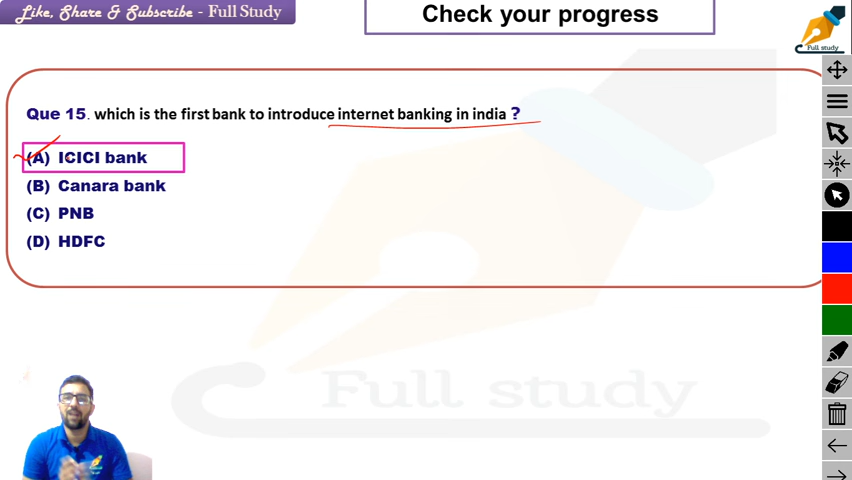 Like, Share & Subscribe - Full Study
Check your progress
Full study
Que 15. which is the first bank to introduce internet banking in india ?
(A) ICICI bank
(B) Canara bank
(C) PNB
(D) HDFC
Full study